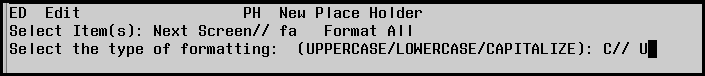 ED  Edit                    PH  New Place Holder
Select Item(s): Next Screen// fa   Format All
Select the type of formatting:  (UPPERCASE/LOWERCASE/CAPITALIZE): C// U